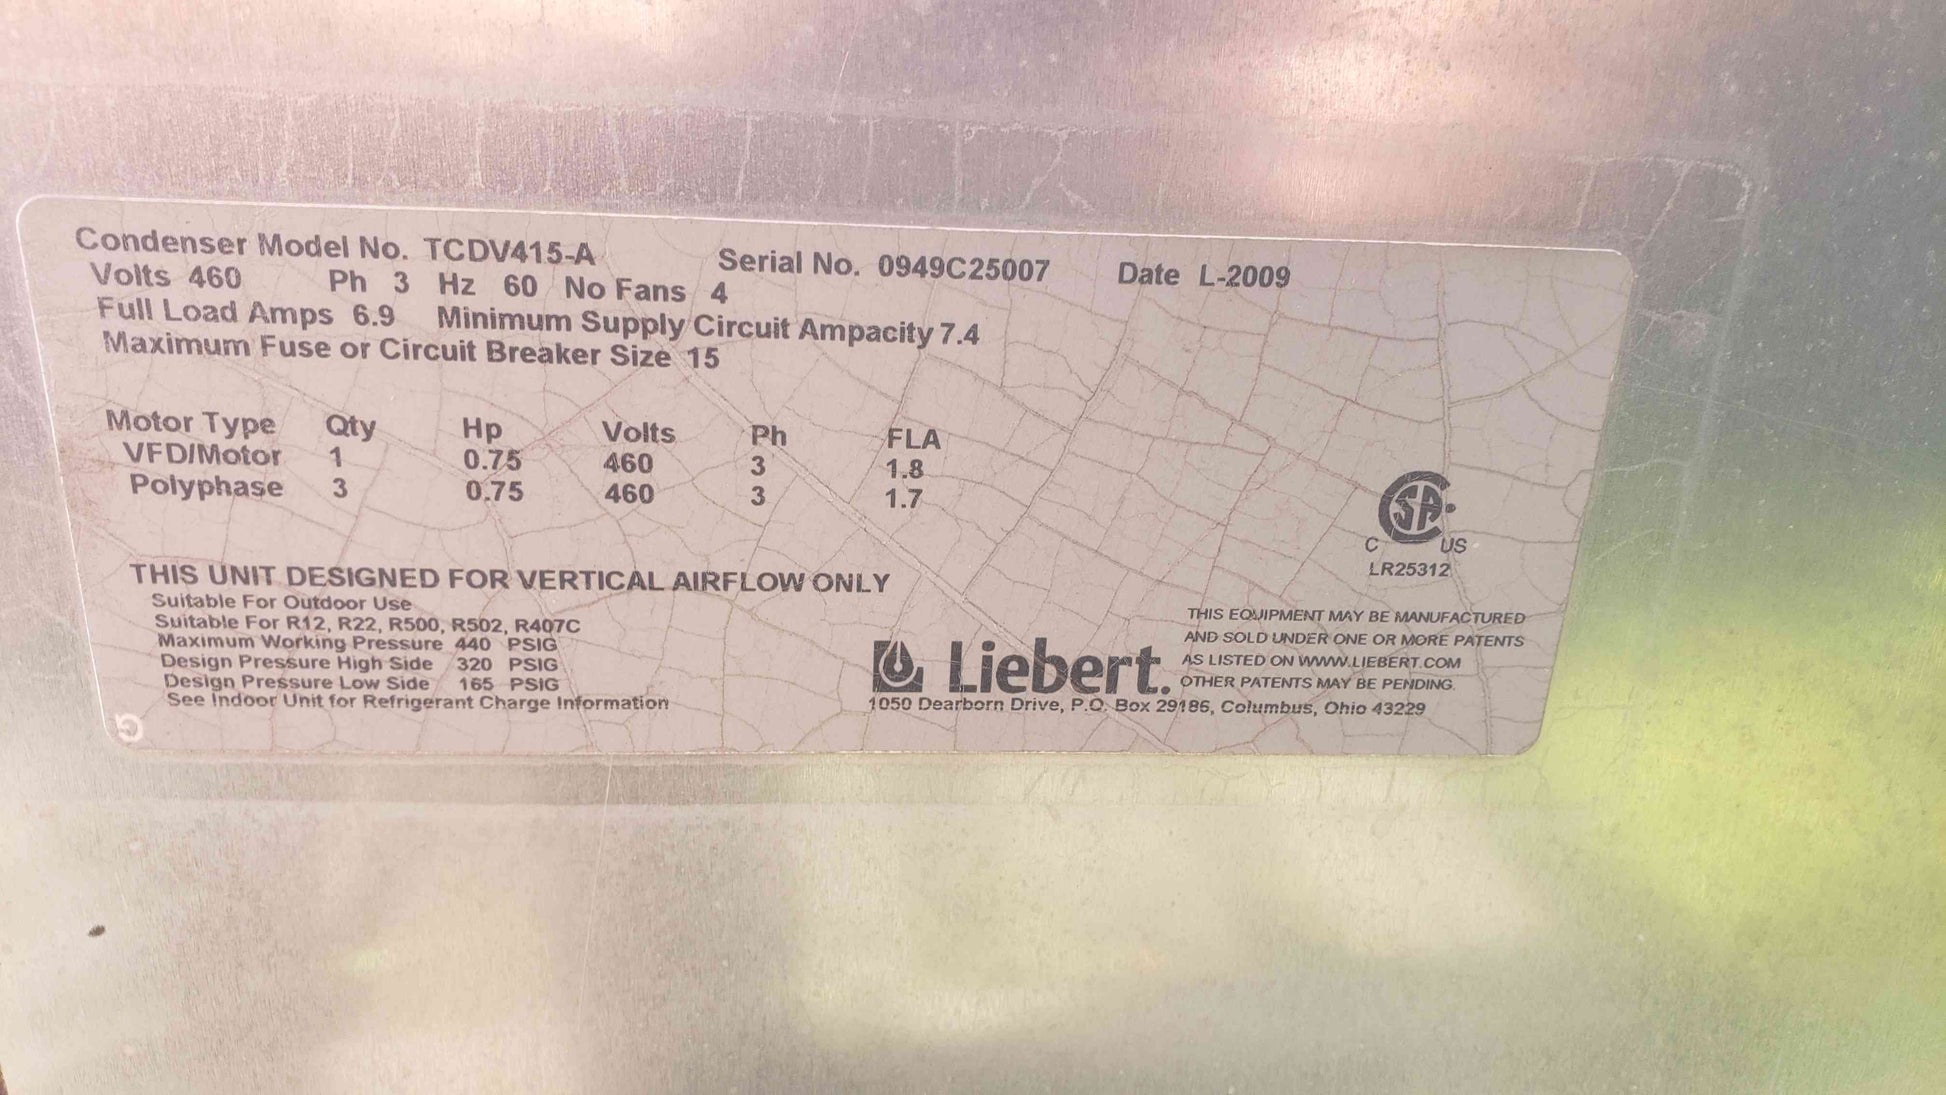 Condenser Model No. TCDV415-A Serial No. 0949C25007 Date L-2009
Volts 460 Ph 3 Hz 60 No Fans 4
Full Load Amps 6.9 Minimum Supply Circuit Ampacity 7.4
Maximum Fuse or Circuit Breaker Size 15
Motor Type Qty Hp Volts Ph FLA
VFD/Motor 1 0.75 460 3 1.8
Polyphase 3 0.75 460 3 1.7
THIS UNIT DESIGNED FOR VERTICAL AIRFLOW ONLY
Suitable For Outdoor Use
Suitable For R12, R22, R500, R502, R407C
Maximum Working Pressure 440 PSIG
Design Pressure High Side 320 PSIG
Design Pressure Low Side 165 PSIG
See Indoor Unit for Refrigerant Charge Information
CSA
C US
LR25312
THIS EQUIPMENT MAY BE MANUFACTURED
AND SOLD UNDER ONE OR MORE PATENTS
AS LISTED ON WWW.LIEBERT.COM
OTHER PATENTS MAY BE PENDING.
Liebert.
1050 Dearborn Drive, P.O. Box 29186, Columbus, Ohio 43229